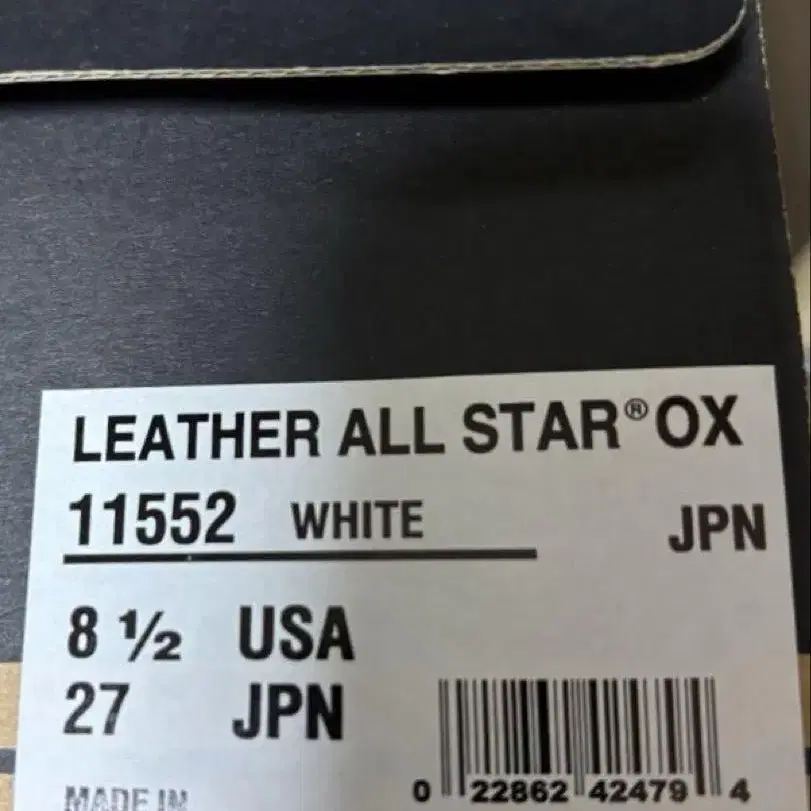 LEATHER ALL STAR® OX
11552 WHITE JPN
8 ½ USA
27 JPN
MADE IN
0 22862 42479 4